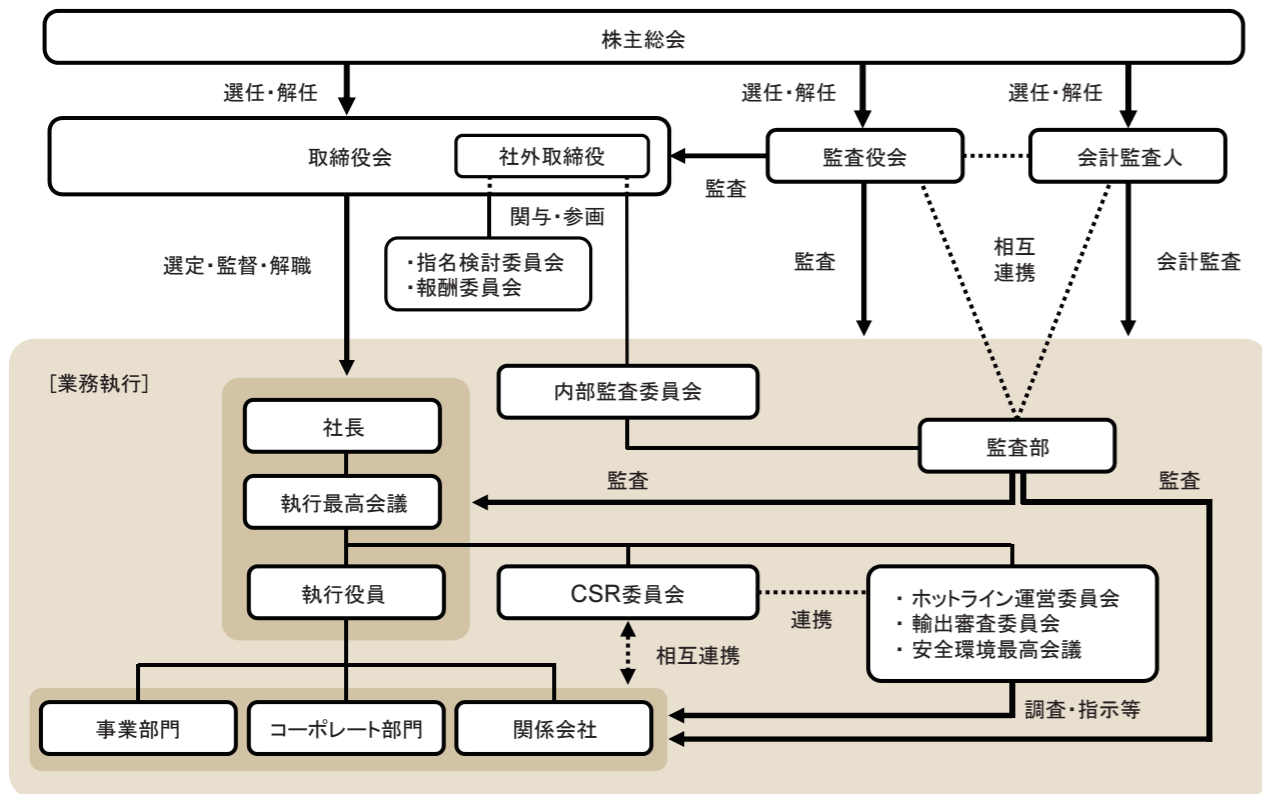 株主総会
選任・解任
選任・解任
選任・解任
取締役会
社外取締役
監査役会
会計監査人
監査
関与・参画
選定・監督・解職
・指名検討委員会
・報酬委員会
監査
相互
連携
会計監査
[業務執行]
内部監査委員会
社長
監査部
監査
監査
執行最高会議
執行役員
CSR委員会
連携
・ ホットライン運営委員会
・ 輸出審査委員会
・ 安全環境最高会議
相互連携
事業部門
コーポレート部門
関係会社
調査・指示等